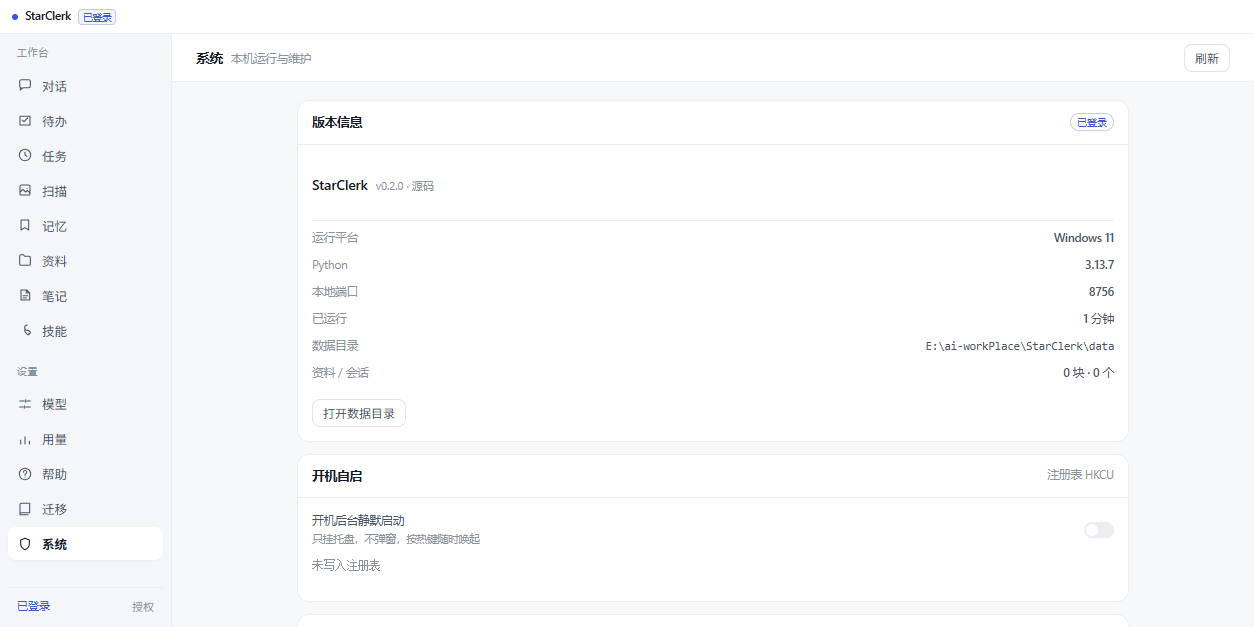 StarClerk 已登录
工作台
对话
待办
任务
扫描
记忆
资料
笔记
技能
设置
模型
用量
帮助
迁移
系统
已登录 授权
系统 本机运行与维护 刷新
版本信息 已登录
StarClerk v0.2.0 · 源码
运行平台 Windows 11
Python 3.13.7
本地端口 8756
已运行 1 分钟
数据目录 E:\ai-workPlace\StarClerk\data
资料 / 会话 0 块 · 0 个
打开数据目录
开机自启 注册表 HKCU
开机后台静默启动
只挂托盘，不弹窗，按热键随时唤起
未写入注册表